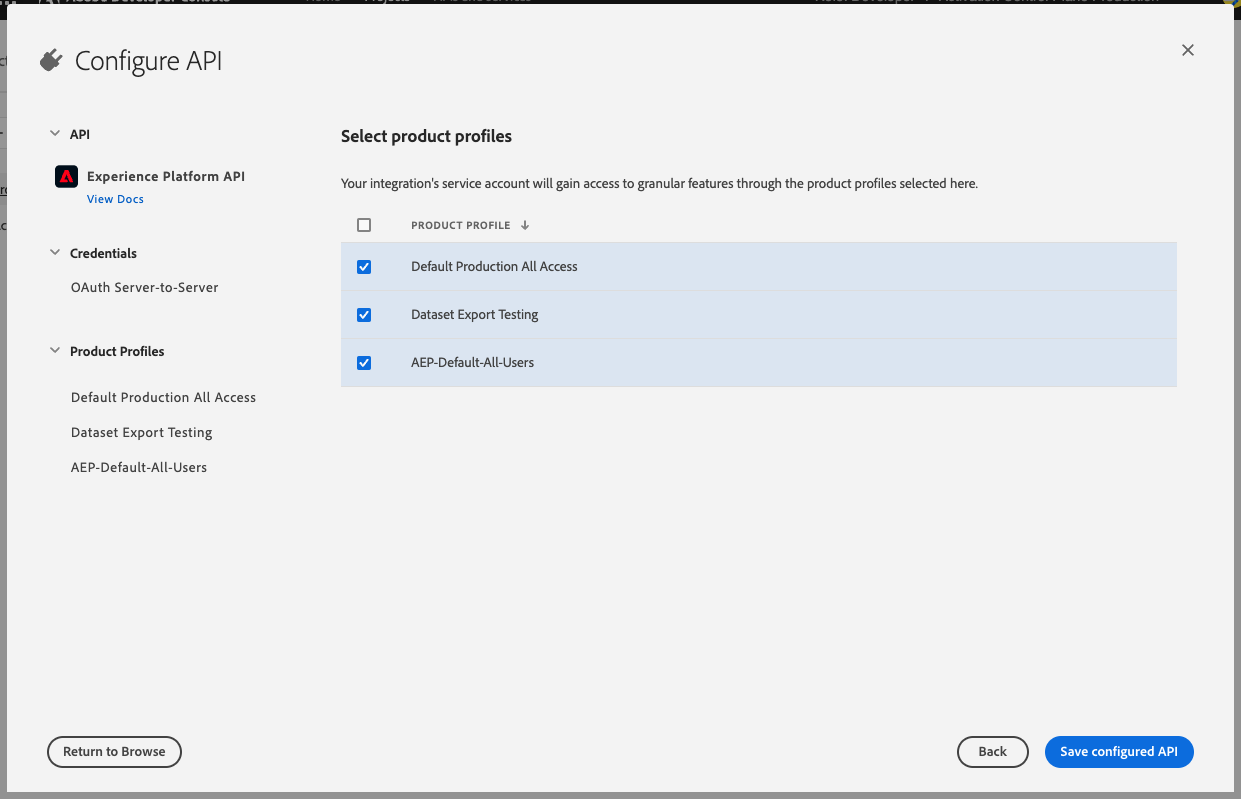 Configure API
API
Experience Platform API
View Docs
Credentials
OAuth Server-to-Server
Product Profiles
Default Production All Access
Dataset Export Testing
AEP-Default-All-Users
Select product profiles
Your integration's service account will gain access to granular features through the product profiles selected here.
PRODUCT PROFILE
Default Production All Access
Dataset Export Testing
AEP-Default-All-Users
Return to Browse
Back
Save configured API